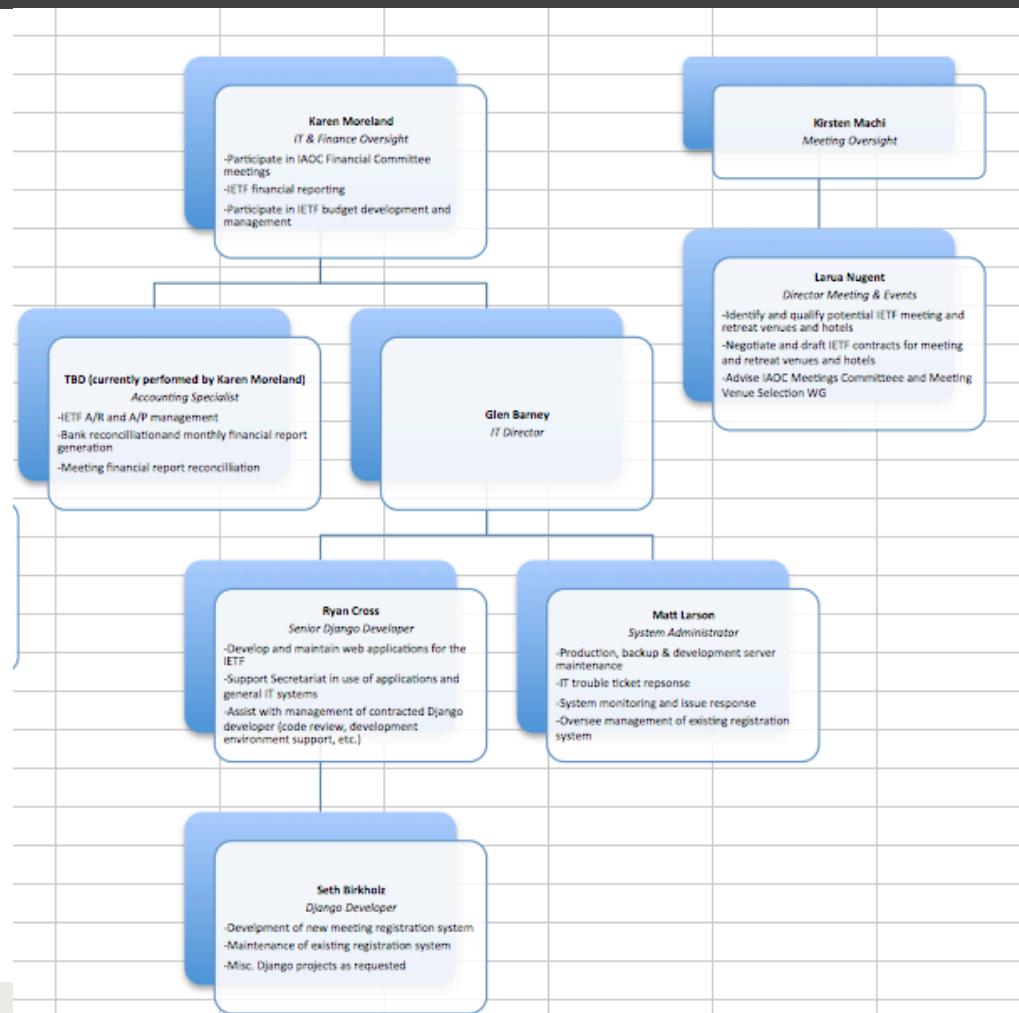 Karen Moreland
IT & Finance Oversight
-Participate in IAOC Financial Committee
meetings
-IETF financial reporting
-Participate in IETF budget development and
management
Kirsten Machi
Meeting Oversight
Larua Nugent
Director Meeting & Events
-Identify and qualify potential IETF meeting and
retreat venues and hotels
-Negotiate and draft IETF contracts for meeting
and retreat venues and hotels
-Advise IAOC Meetings Committeee and Meeting
Venue Selection WG
TBD (currently performed by Karen Moreland)
Accounting Specialist
-IETF A/R and A/P management
-Bank reconcilliationand monthly financial report
generation
-Meeting financial report reconcilliation
Glen Barney
IT Director
Ryan Cross
Senior Django Developer
-Develop and maintain web applications for the
IETF
-Support Secretariat in use of applications and
general IT systems
-Assist with management of contracted Django
developer (code review, development
environment support, etc.)
Matt Larson
System Administrator
-Production, backup & development server
maintenance
-IT trouble ticket repsonse
-System monitoring and issue response
-Oversee management of existing registration
system
Seth Birkholz
Django Developer
-Develpment of new meeting registration system
-Maintenance of existing registration system
-Misc. Django projects as requested